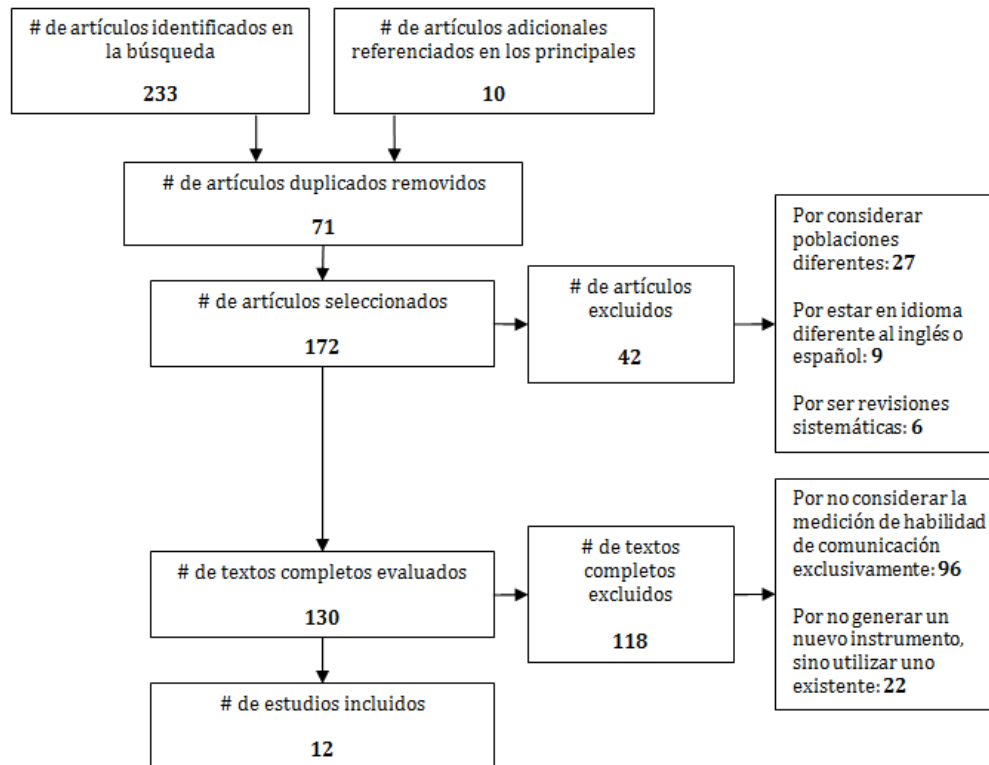 # de artículos identificados en
la búsqueda
233
# de artículos adicionales
referenciados en los principales
10
# de artículos duplicados removidos
71
# de artículos seleccionados
172
# de artículos
excluidos
42
Por considerar
poblaciones
diferentes: 27
Por estar en idioma
diferente al inglés o
español: 9
Por ser revisiones
sistemáticas: 6
# de textos completos evaluados
130
# de textos
completos
excluidos
118
Por no considerar la
medición de habilidad
de comunicación
exclusivamente: 96
Por no generar un
nuevo instrumento,
sino utilizar uno
existente: 22
# de estudios incluidos
12